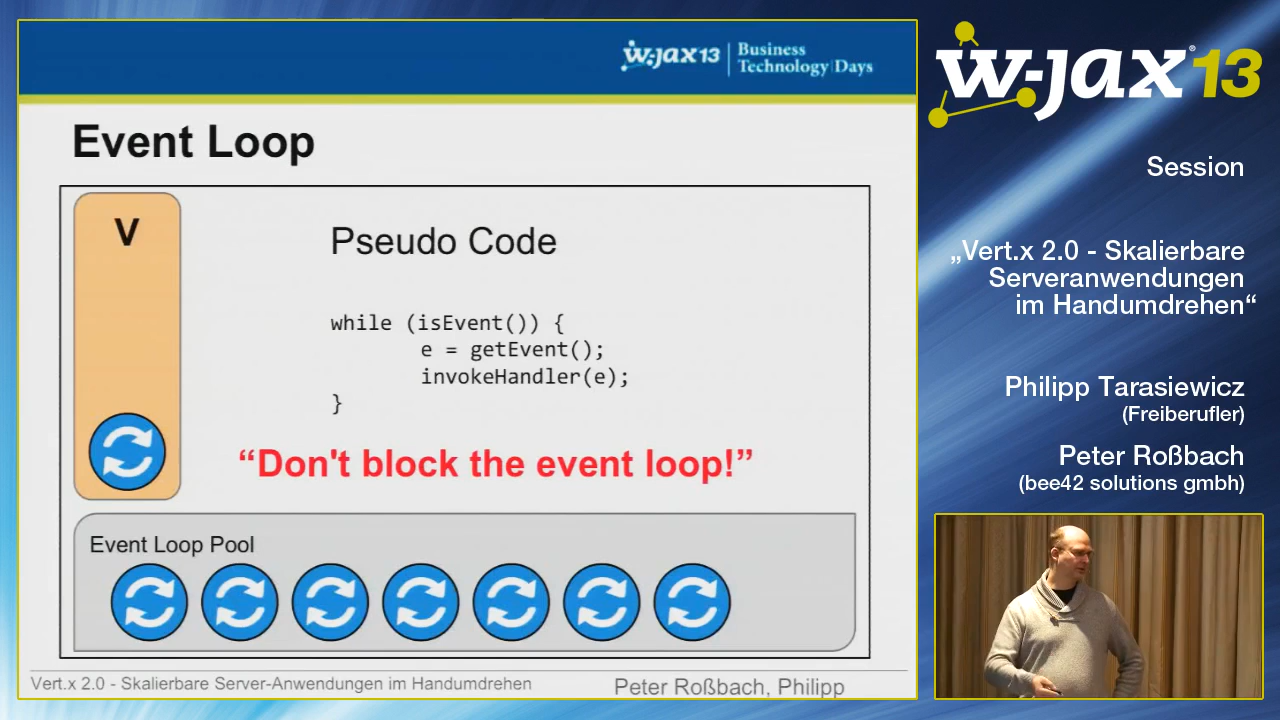 w-jax 13
Business
Technology Days
Event Loop
V
Pseudo Code
while (isEvent()) {
e = getEvent();
invokeHandler(e);
}
“Don't block the event loop!”
Event Loop Pool
Vert.x 2.0 - Skalierbare Server-Anwendungen im Handumdrehen
Peter Roßbach, Philipp
w-jax® 13
Session
„Vert.x 2.0 - Skalierbare
Serveranwendungen
im Handumdrehen“
Philipp Tarasiewicz
(Freiberufler)
Peter Roßbach
(bee42 solutions gmbh)